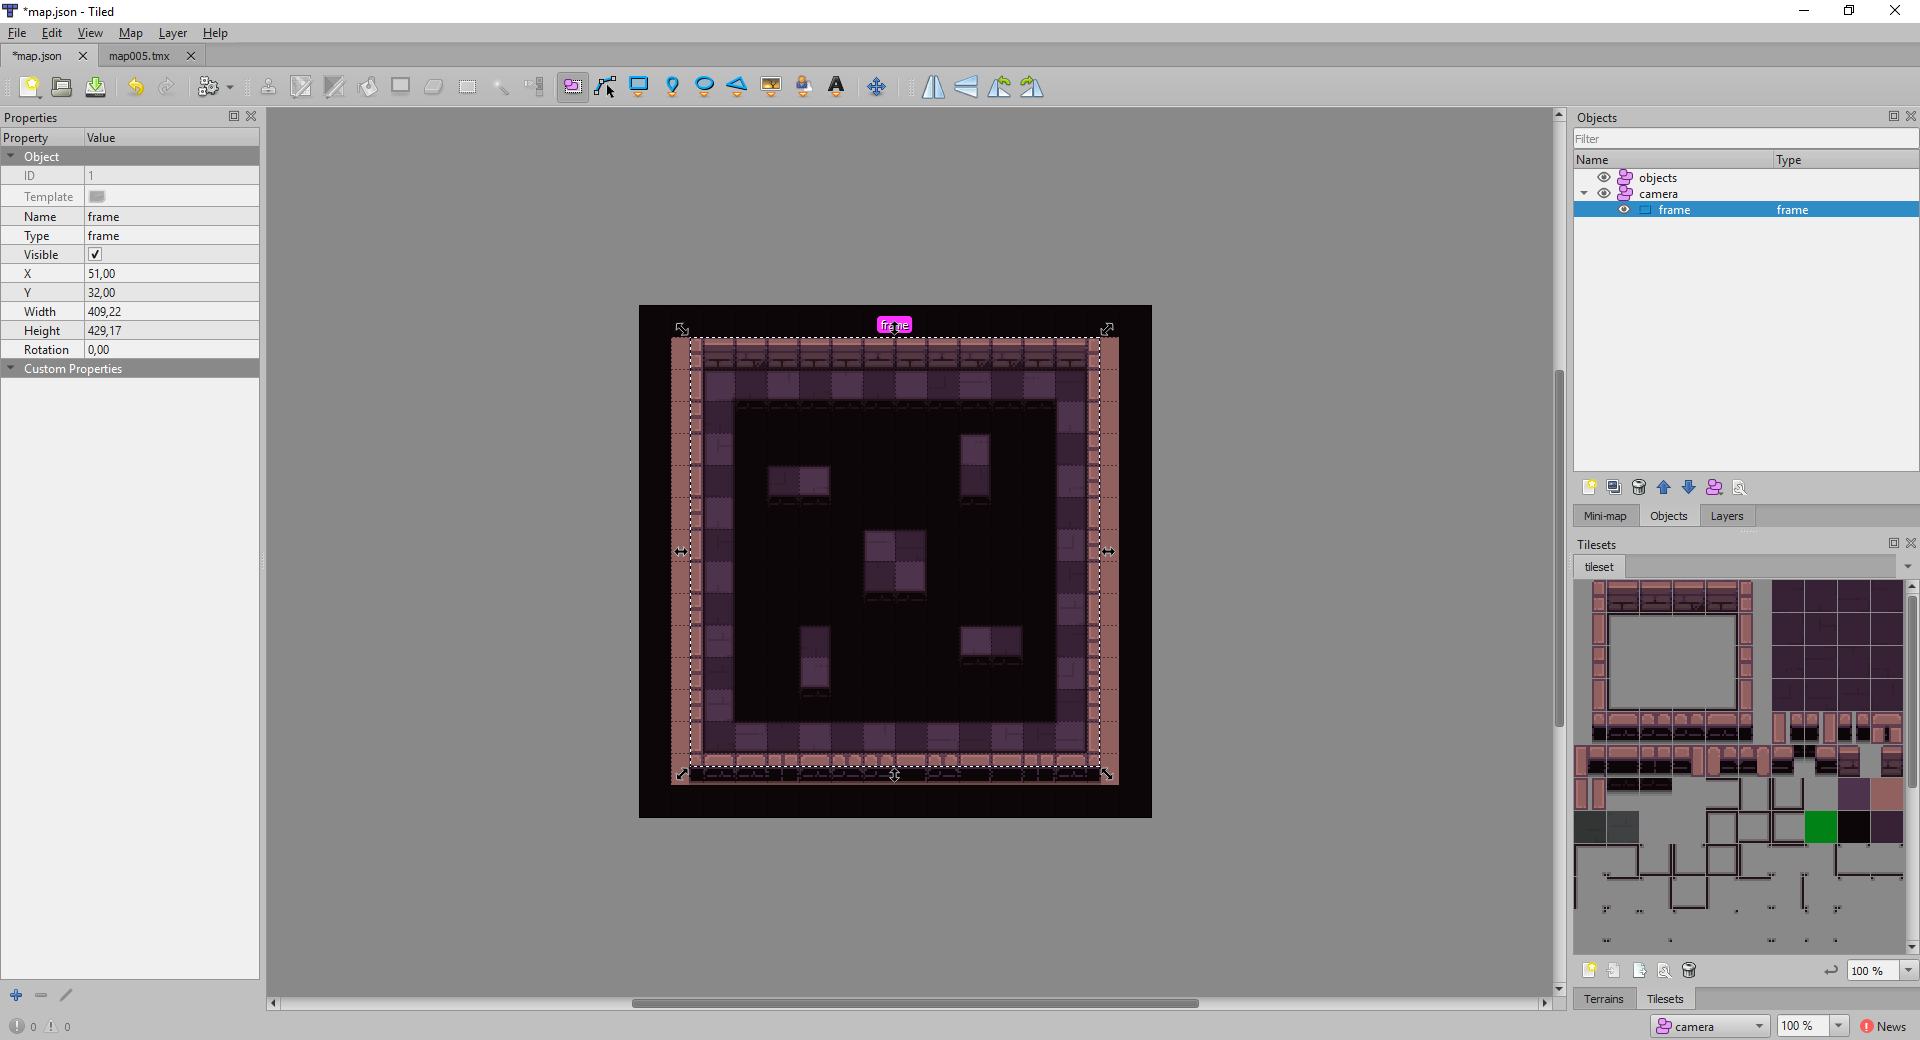 *map.json - Tiled
File Edit View Map Layer Help
*map.json map005.tmx
Properties
Property Value
Object
ID 1
Template
Name frame
Type frame
Visible
X 51,00
Y 32,00
Width 409,22
Height 429,17
Rotation 0,00
Custom Properties
0 0
frame
Objects
Filter
Name Type
objects
camera
frame frame
Mini-map Objects Layers
Tilesets
tileset
100 %
Terrains Tilesets
camera 100 % News